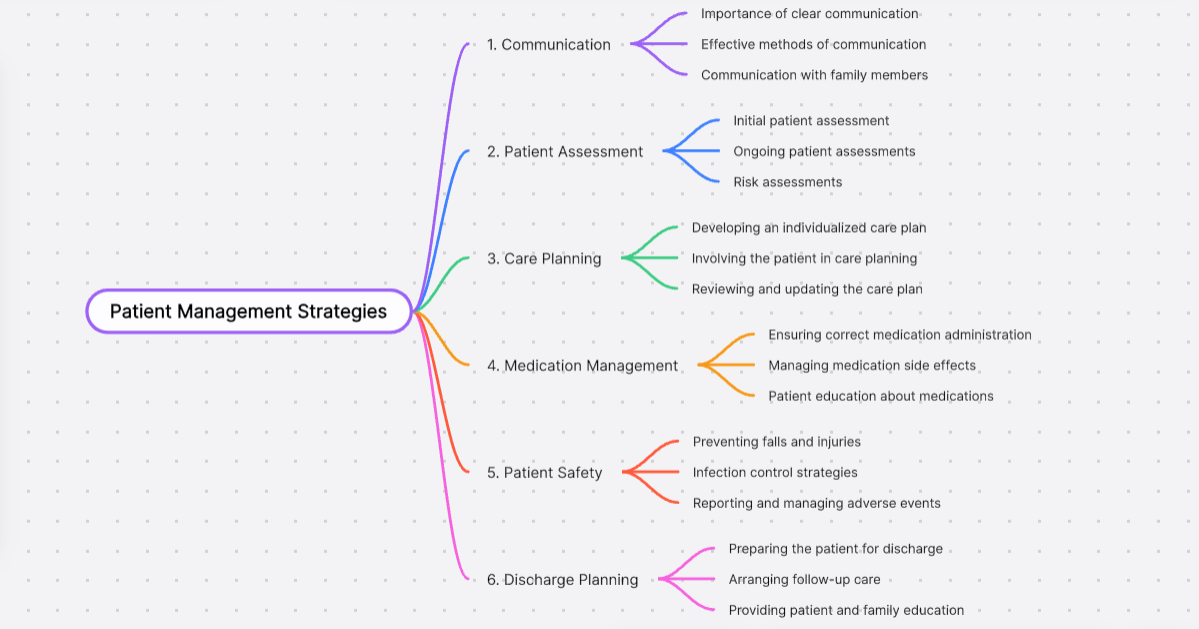 Patient Management Strategies
1. Communication
Importance of clear communication
Effective methods of communication
Communication with family members
2. Patient Assessment
Initial patient assessment
Ongoing patient assessments
Risk assessments
3. Care Planning
Developing an individualized care plan
Involving the patient in care planning
Reviewing and updating the care plan
4. Medication Management
Ensuring correct medication administration
Managing medication side effects
Patient education about medications
5. Patient Safety
Preventing falls and injuries
Infection control strategies
Reporting and managing adverse events
6. Discharge Planning
Preparing the patient for discharge
Arranging follow-up care
Providing patient and family education